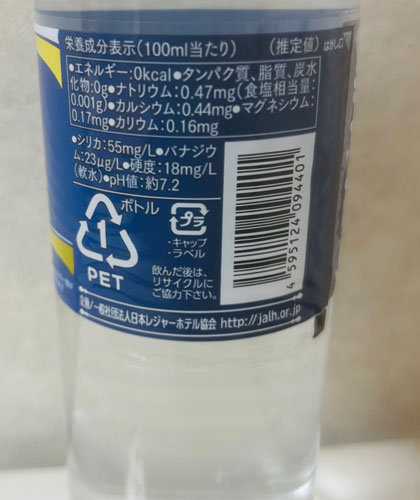 栄養成分表示(100ml当たり) (推定値)
はがし口
●エネルギー:0kcal●タンパク質、脂質、炭水
化物:0g●ナトリウム:0.47mg(食塩相当量:
0.001g)●カルシウム:0.44mg●マグネシウム:
0.17mg●カリウム:0.16mg
●シリカ:55mg/L●バナジウ
ム:23μg/L●硬度:18mg/L
(軟水)●pH値:約7.2
ボトル
1
PET
プラ
・キャップ
・ラベル
飲んだ後は、
リサイクルに
ご協力下さい。
4 595124 094401
企画/一般社団法人日本レジャーホテル協会 http://jalh.or.jp